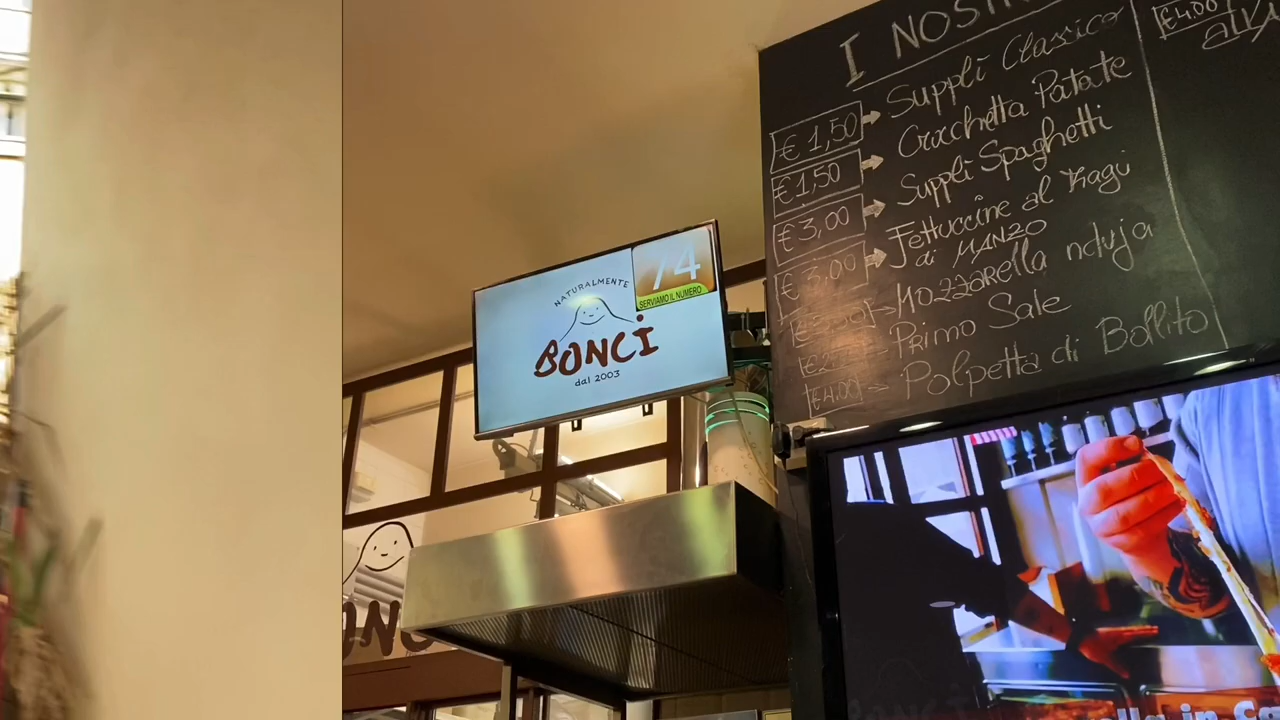 I NOSTR
€ 1,50 Supplì Classico
€ 1,50 Crocchetta Patate
€ 3,00 Supplì Spaghetti
€ 3,00 Fettuccine al Ragù
di MANZO
Mozzarella nduja
Primo Sale
€4.00 Polpetta di Bollito
€4.00
74
SERVIAMO IL NUMERO
NATURALMENTE
BONCI
dal 2003
ONC